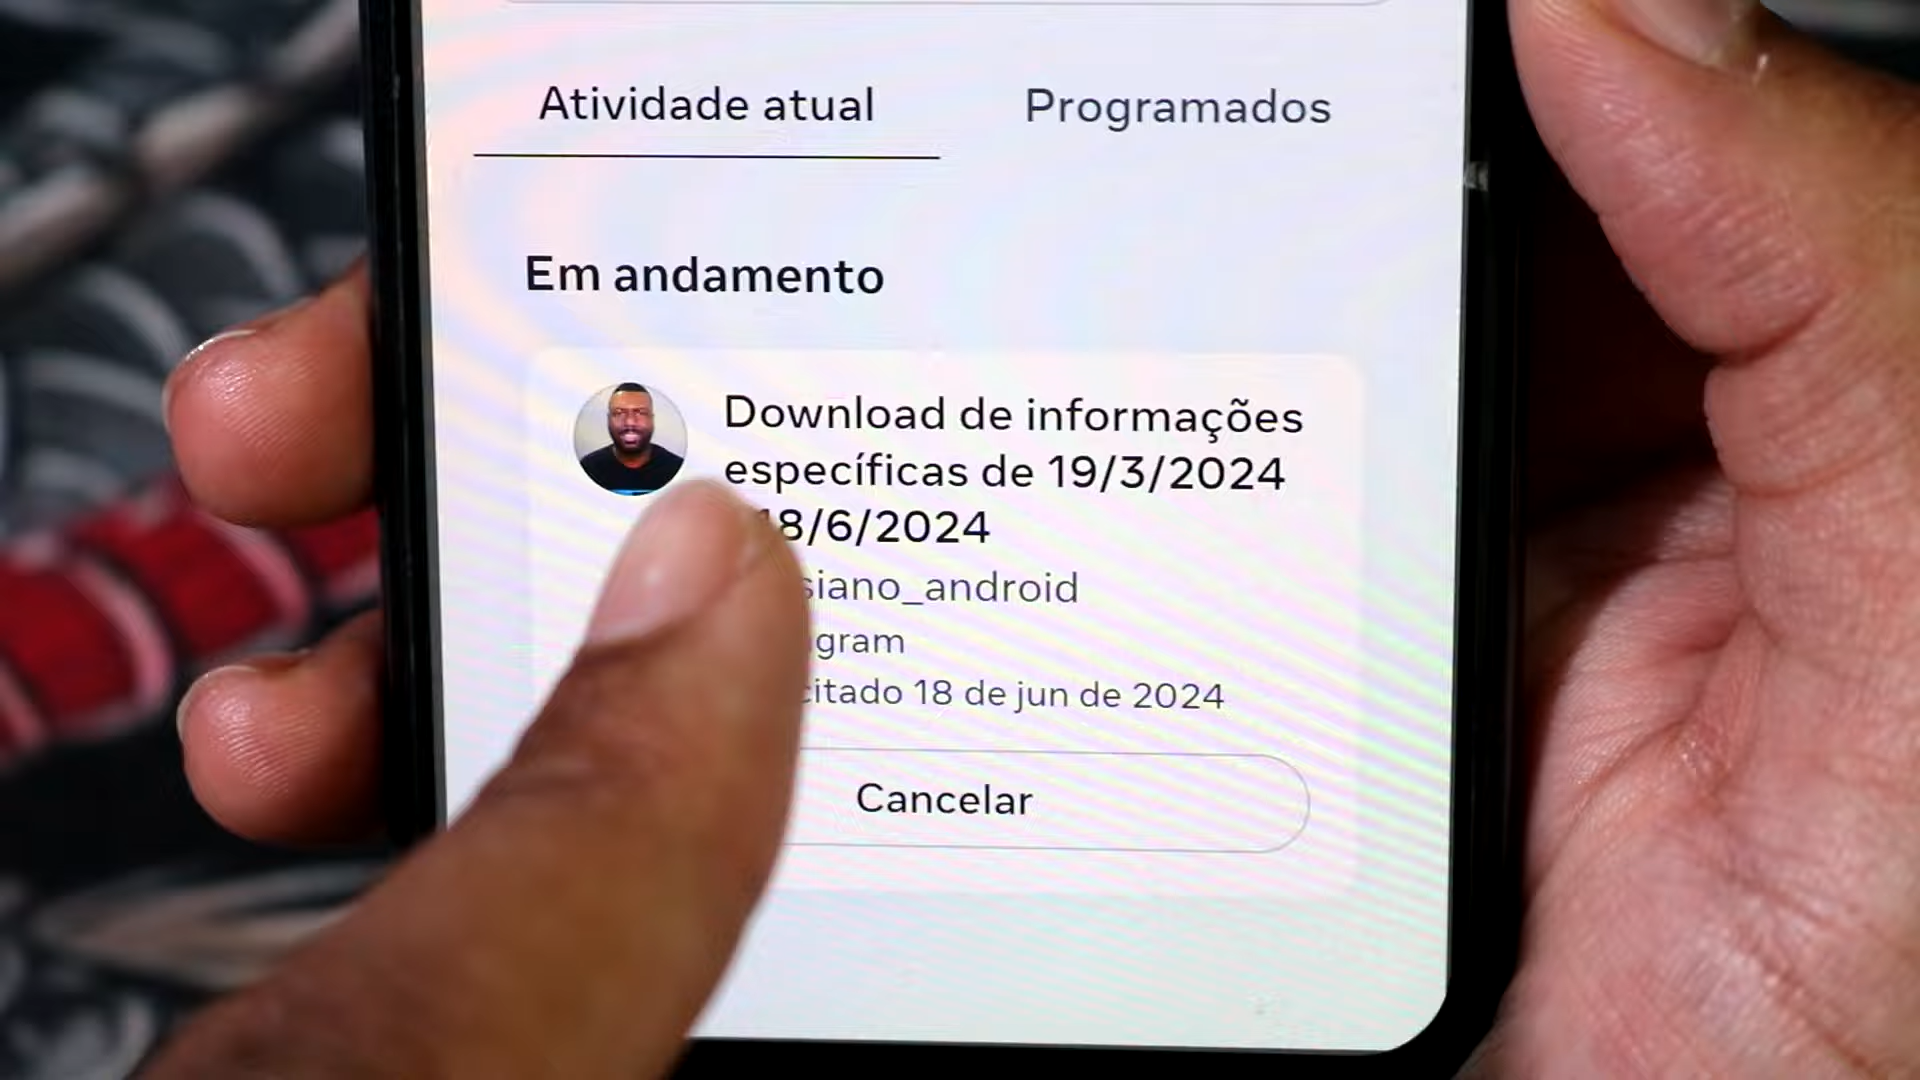 Atividade atual
Programados
Em andamento
Download de informações
específicas de 19/3/2024
18/6/2024
siano_android
gram
citado 18 de jun de 2024
Cancelar